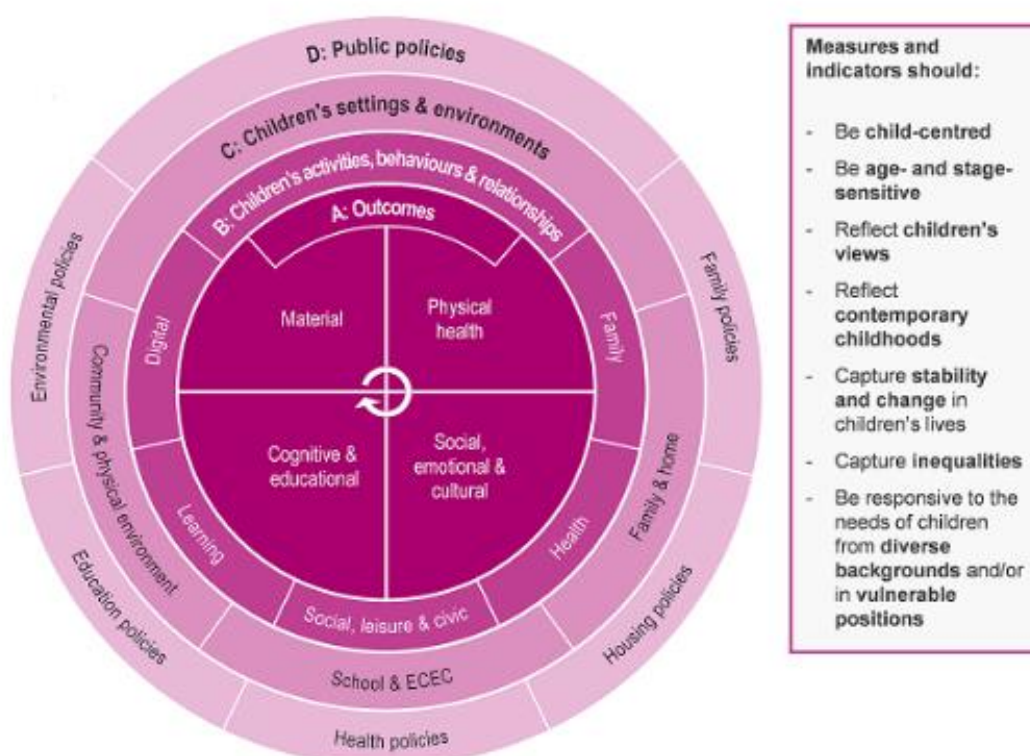 D: Public policies
C: Children's settings & environments
B: Children's activities, behaviours & relationships
A: Outcomes
Material
Physical
health
Cognitive &
educational
Social,
emotional &
cultural
Digital
Family
Learning
Health
Social, leisure & civic
Community & physical environment
Family & home
School & ECEC
Environmental policies
Family policies
Education policies
Housing policies
Health policies
Measures and
indicators should:
- Be child-centred
- Be age- and stage-
sensitive
- Reflect children's
views
- Reflect
contemporary
childhoods
- Capture stability
and change in
children's lives
- Capture inequalities
- Be responsive to the
needs of children
from diverse
backgrounds and/or
in vulnerable
positions